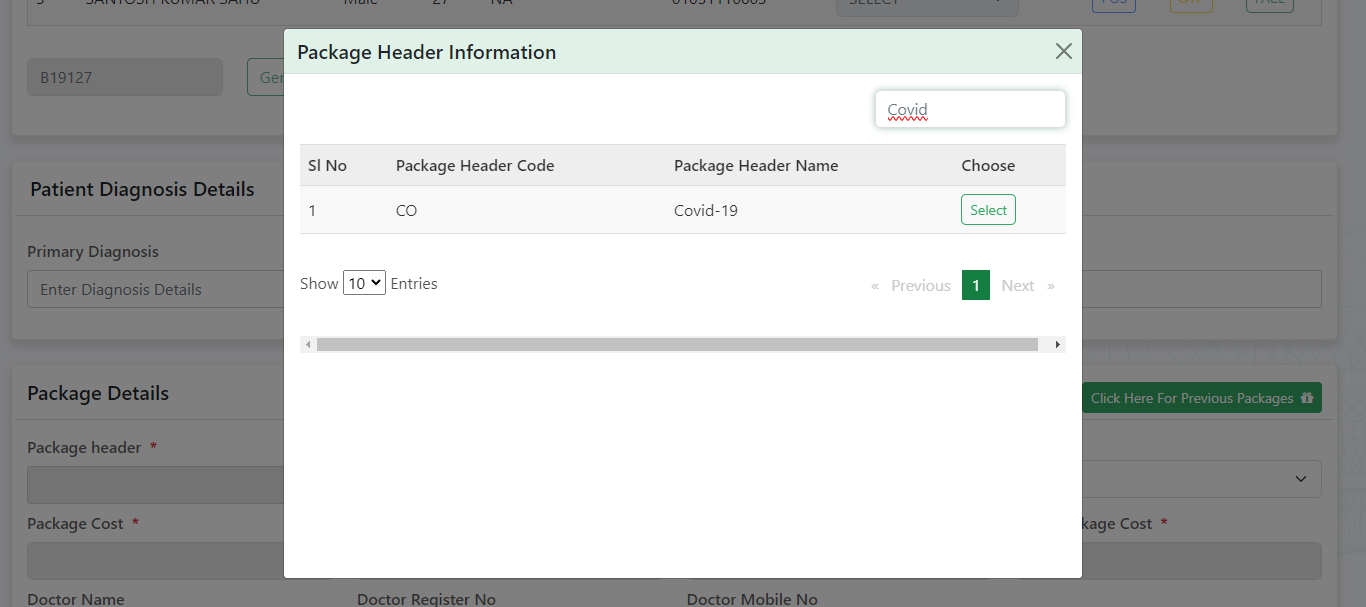 SANTOSH KUMAR SAHU Male 27 NA SELECT POS OTP FACE
Package Header Information
B19127 Gen
Covid
Sl No Package Header Code Package Header Name Choose
Patient Diagnosis Details
1 CO Covid-19 Select
Primary Diagnosis
Show 10 Entries « Previous 1 Next »
Enter Diagnosis Details
Package Details
Click Here For Previous Packages
Package header *
Package Cost *
kage Cost *
Doctor Name Doctor Register No Doctor Mobile No